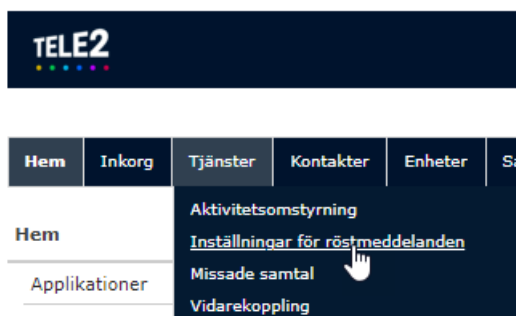 TELE2
Hem Inkorg Tjänster Kontakter Enheter
Aktivitetsomstyrning
Hem
Inställningar för röstmeddelanden
Missade samtal
Applikationer
Vidarekoppling